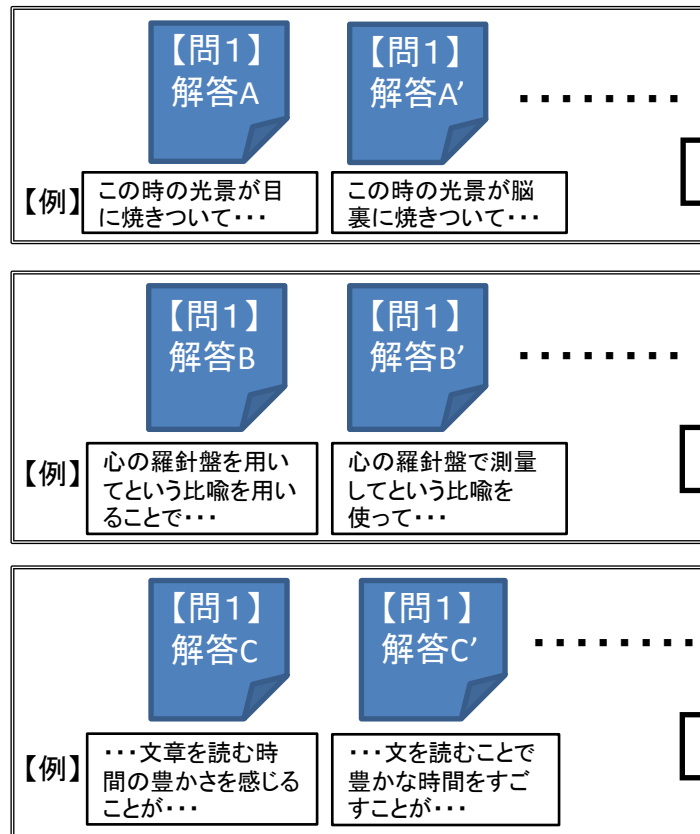 【問1】
解答A
【問1】
解答A’
・・・・・・・・
【例】
この時の光景が目
に焼きついて・・・
この時の光景が脳
裏に焼きついて・・・
【問1】
解答B
【問1】
解答B’
・・・・・・・・
【例】
心の羅針盤を用い
てという比喩を用い
ることで・・・
心の羅針盤で測量
してという比喩を
使って・・・
【問1】
解答C
【問1】
解答C’
・・・・・・・・
【例】
・・・文章を読む時
間の豊かさを感じる
ことが・・・
・・・文を読むことで
豊かな時間をすご
すことが・・・